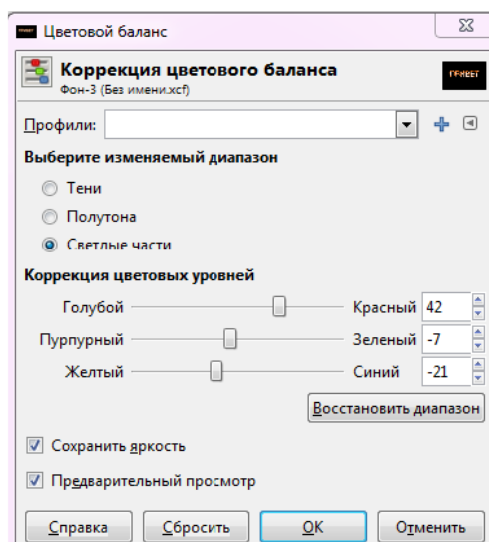 Цветовой баланс
Коррекция цветового баланса
Фон-3 (Без имени.xcf)
ПРИВЕТ
Профили:
Выберите изменяемый диапазон
Тени
Полутона
Светлые части
Коррекция цветовых уровней
Голубой Красный 42
Пурпурный Зеленый -7
Желтый Синий -21
Восстановить диапазон
Сохранить яркость
Предварительный просмотр
Справка Сбросить OK Отменить